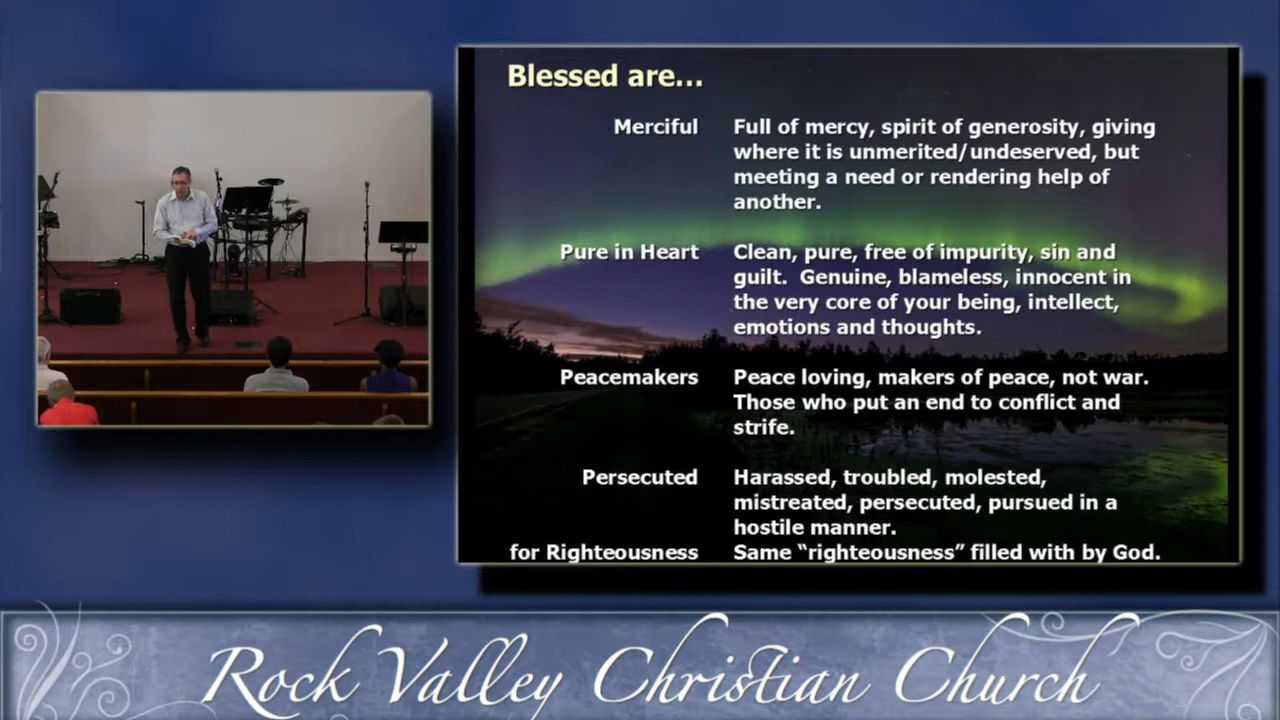 Blessed are...
Merciful Full of mercy, spirit of generosity, giving
where it is unmerited/undeserved, but
meeting a need or rendering help of
another.
Pure in Heart Clean, pure, free of impurity, sin and
guilt.  Genuine, blameless, innocent in
the very core of your being, intellect,
emotions and thoughts.
Peacemakers Peace loving, makers of peace, not war.
Those who put an end to conflict and
strife.
Persecuted Harassed, troubled, molested,
mistreated, persecuted, pursued in a
hostile manner.
for Righteousness Same “righteousness” filled with by God.
Rock Valley Christian Church